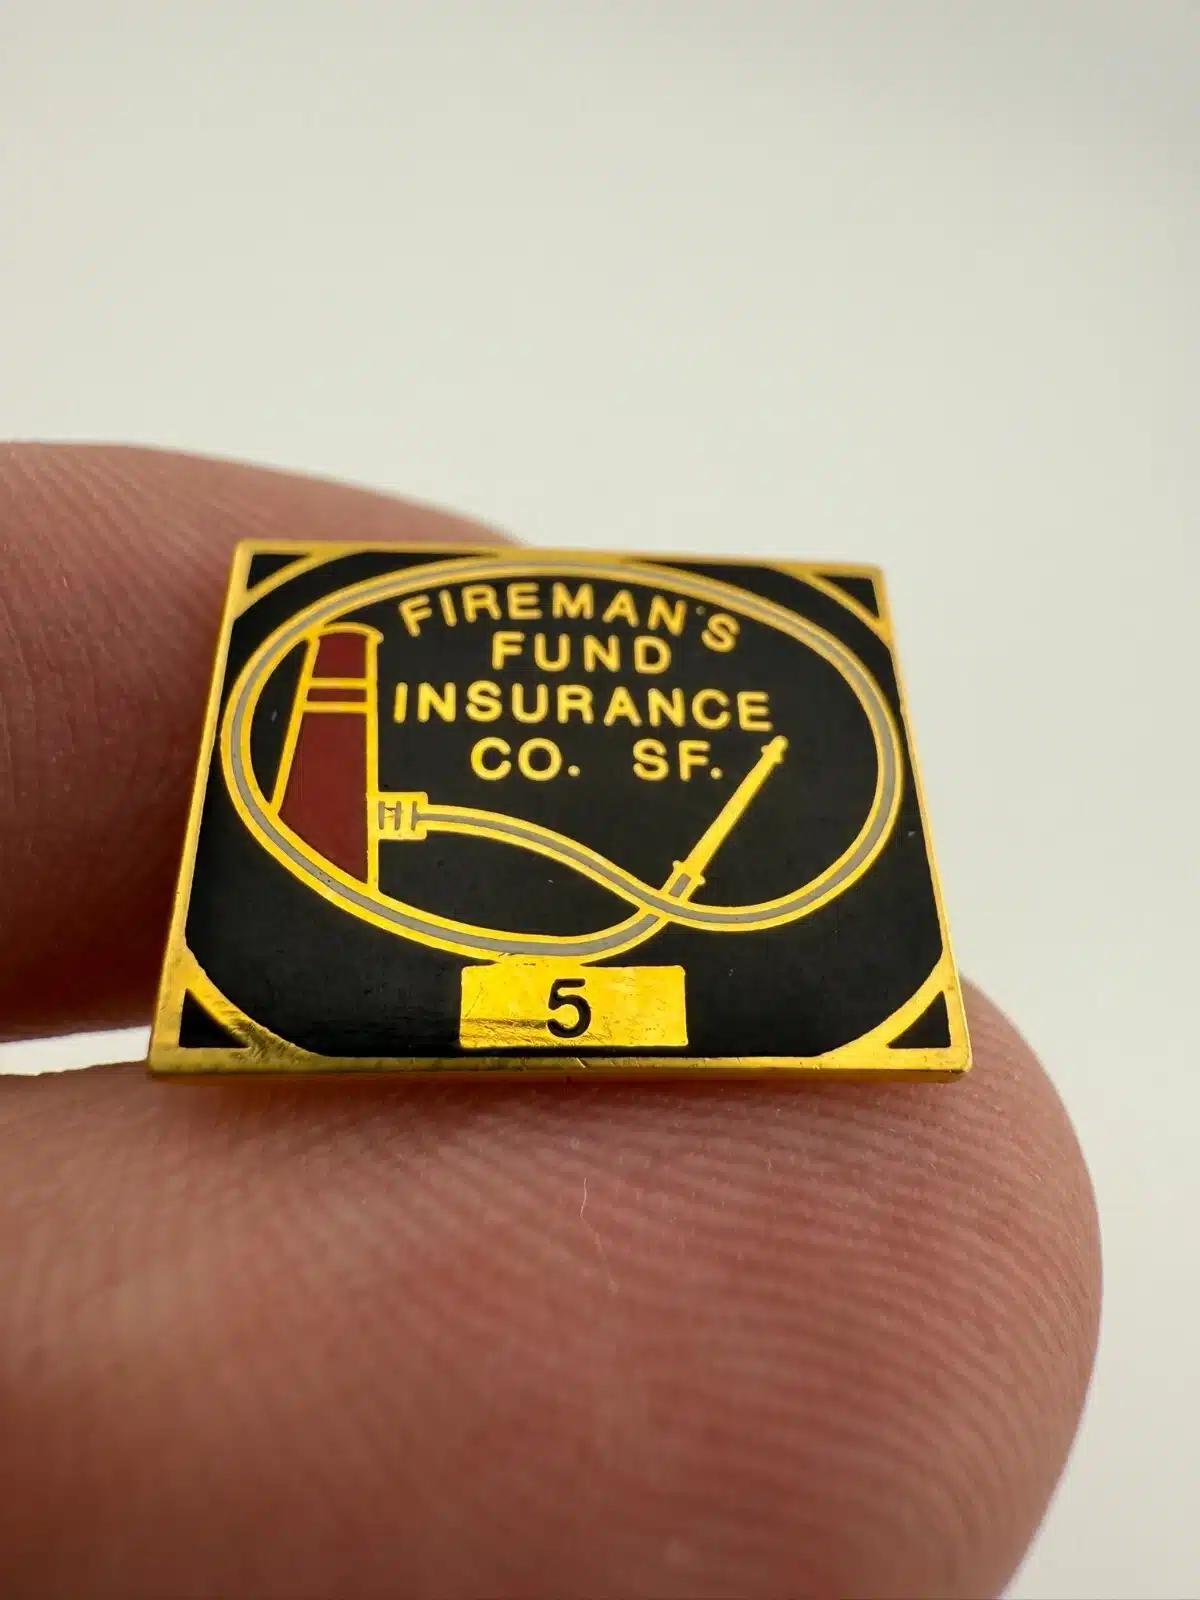 FIREMAN'S
FUND
INSURANCE
CO. SF.
5